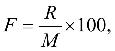 F = R/M × 100,